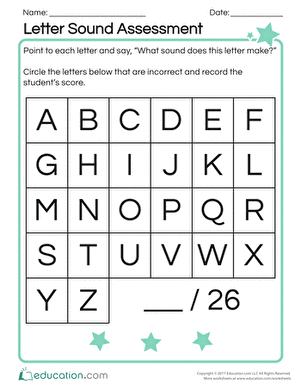 Name: ____________________ Date: ____________
Letter Sound Assessment
Point to each letter and say, “What sound does this letter make?”
Circle the letters below that are incorrect and record the
student’s score.
A B C D E F
G H I J K L
M N O P Q R
S T U V W X
Y Z ___ / 26
education.com
Copyright © 2017 Education.com LLC All Rights Reserved
More worksheets at www.education.com/worksheets